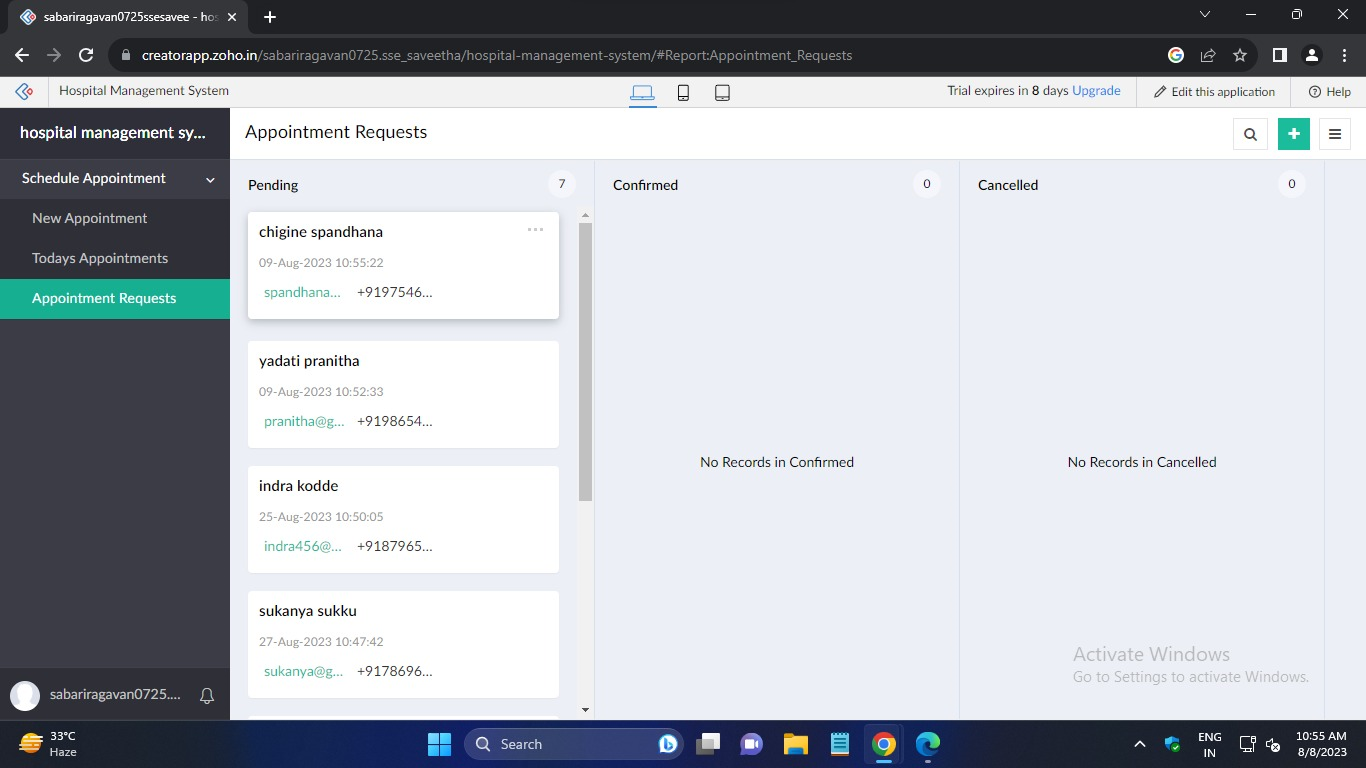 sabariragavan0725ssesavee - hos
creatorapp.zoho.in/sabariragavan0725.sse_saveetha/hospital-management-system/#Report:Appointment_Requests
Hospital Management System
Trial expires in 8 days Upgrade
Edit this application
Help
hospital management sy...
Appointment Requests
Schedule Appointment
New Appointment
Todays Appointments
Appointment Requests
Pending 7
Confirmed 0
Cancelled 0
chigine spandhana
09-Aug-2023 10:55:22
spandhana... +9197546...
yadati pranitha
09-Aug-2023 10:52:33
pranitha@g... +9198654...
indra kodde
25-Aug-2023 10:50:05
indra456@... +9187965...
sukanya sukku
27-Aug-2023 10:47:42
sukanya@g... +9178696...
No Records in Confirmed
No Records in Cancelled
Activate Windows
Go to Settings to activate Windows.
sabariragavan0725....
33°C
Haze
Search
ENG
IN
10:55 AM
8/8/2023